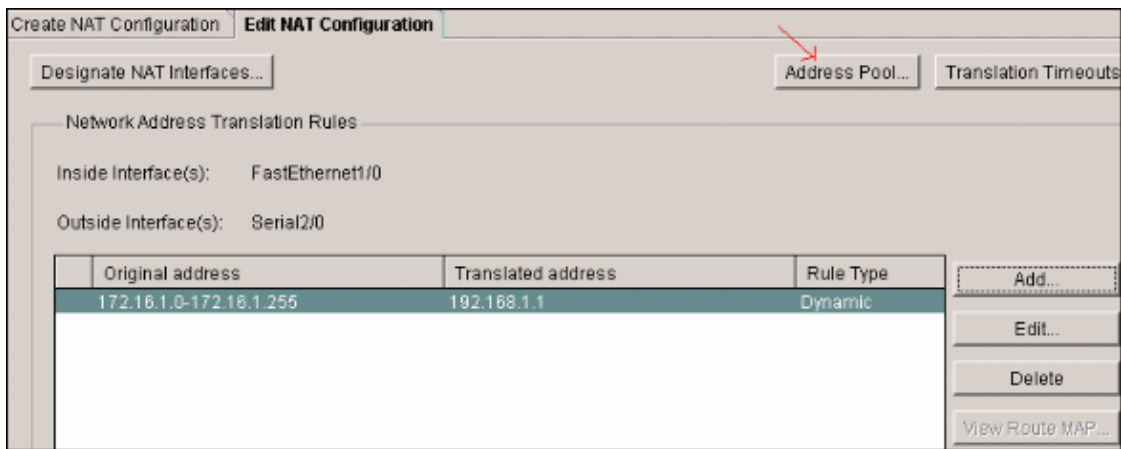 Create NAT Configuration Edit NAT Configuration
Designate NAT Interfaces... Address Pool... Translation Timeouts
Network Address Translation Rules
Inside Interface(s): FastEthernet1/0
Outside Interface(s): Serial2/0
Original address Translated address Rule Type
172.16.1.0-172.16.1.255 192.168.1.1 Dynamic
Add...
Edit...
Delete
View Route MAP...